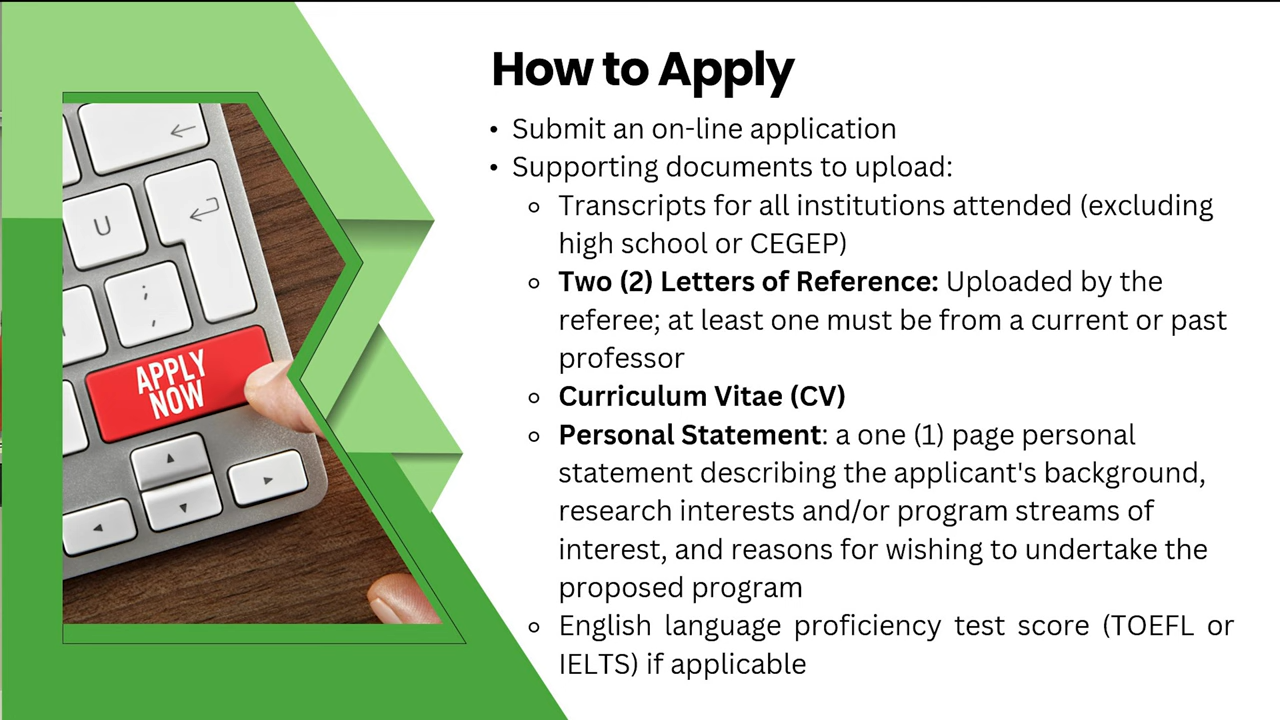 How to Apply
• Submit an on-line application
• Supporting documents to upload:
Transcripts for all institutions attended (excluding
high school or CEGEP)
Two (2) Letters of Reference: Uploaded by the
referee; at least one must be from a current or past
professor
Curriculum Vitae (CV)
Personal Statement: a one (1) page personal
statement describing the applicant's background,
research interests and/or program streams of
interest, and reasons for wishing to undertake the
proposed program
English language proficiency test score (TOEFL or
IELTS) if applicable
U
;
,
APPLY
NOW